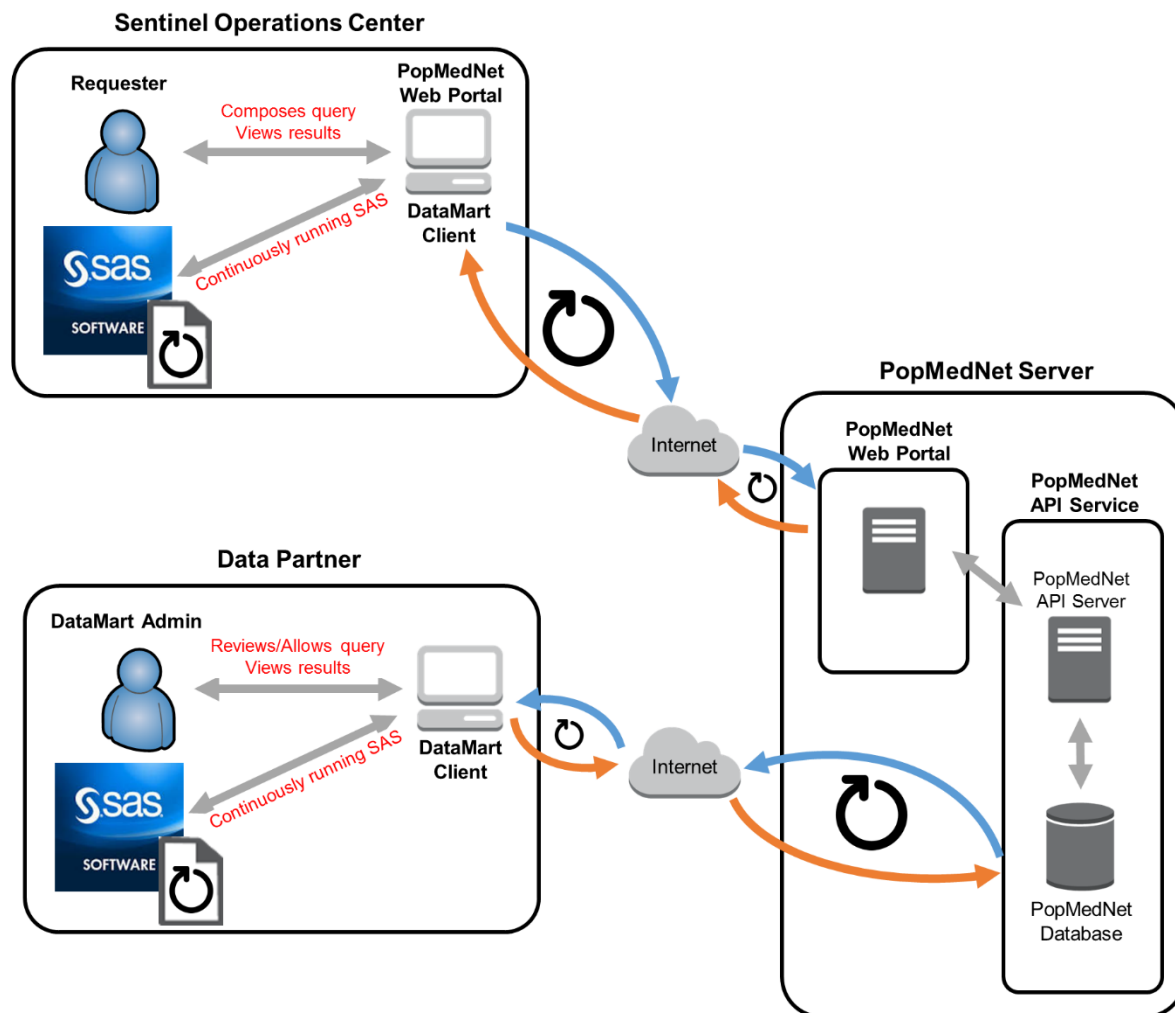 Sentinel Operations Center
Requester
PopMedNet
Web Portal
Composes query
Views results
DataMart
Client
Continuously running SAS
sas
SOFTWARE
Internet
PopMedNet Server
PopMedNet
Web Portal
PopMedNet
API Service
PopMedNet
API Server
PopMedNet
Database
Data Partner
DataMart Admin
Reviews/Allows query
Views results
DataMart
Client
Continuously running SAS
sas
SOFTWARE
Internet